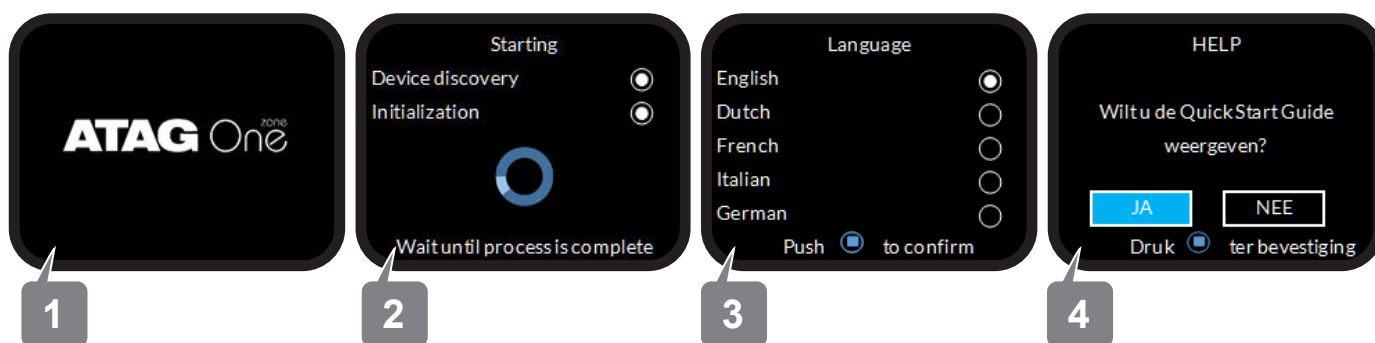 ATAG One zone
1
Starting
Device discovery
Initialization
Wait until process is complete
2
Language
English
Dutch
French
Italian
German
Push to confirm
3
HELP
Wilt u de QuickStart Guide
weergeven?
JA NEE
Druk ter bevestiging
4